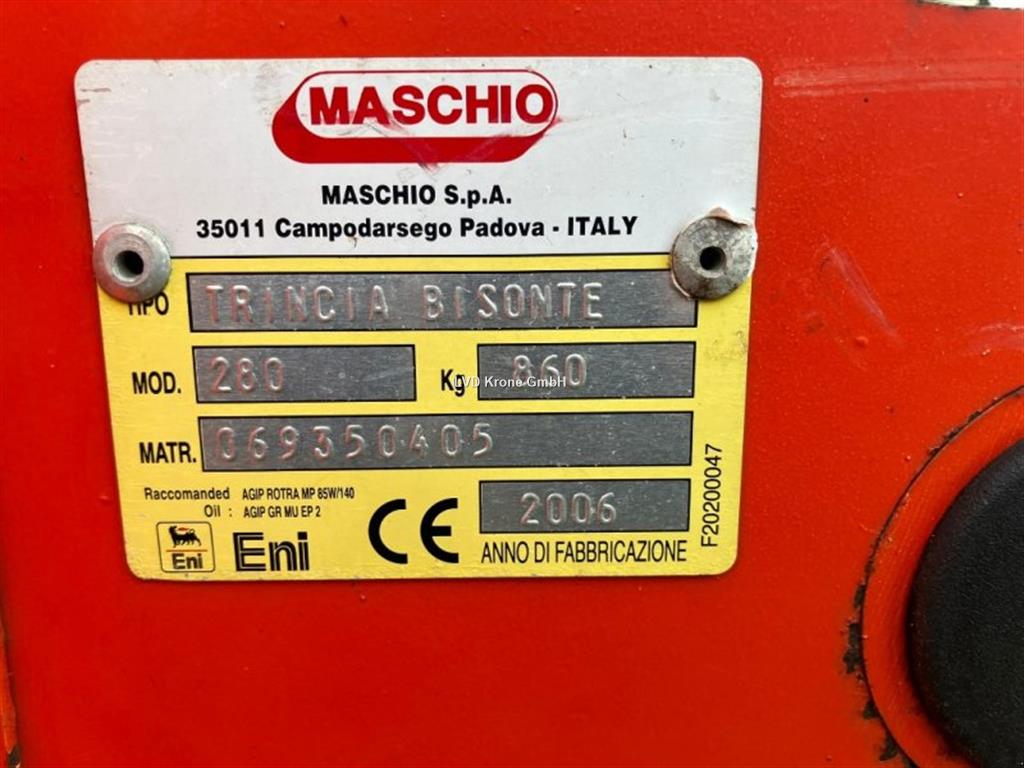 MASCHIO
MASCHIO S.p.A.
35011 Campodarsego Padova - ITALY
TIPO TRINCIA BISONTE
MOD. 280 Kg 860
LVD Krone GmbH
MATR. 069350405
Raccomanded AGIP ROTRA MP 85W/140
Oil : AGIP GR MU EP 2
Eni Eni CE 2006
ANNO DI FABBRICAZIONE
F20200047